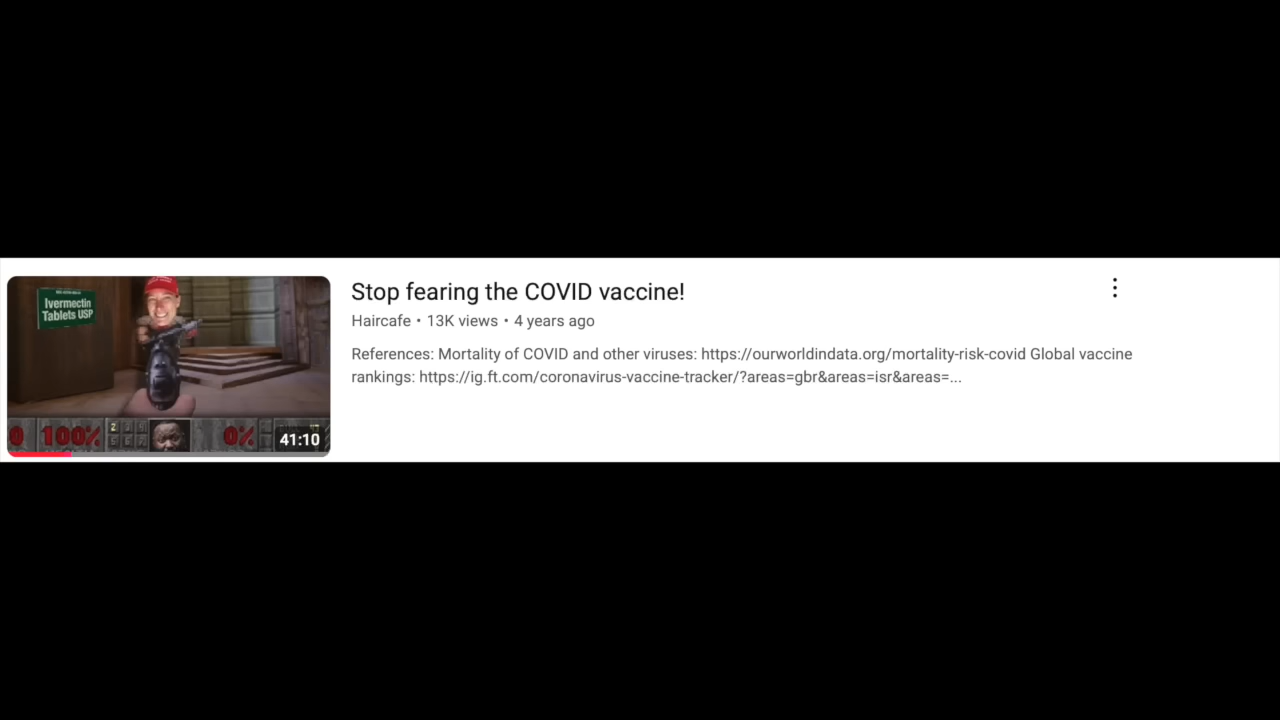 Ivermectin
Tablets USP
Stop fearing the COVID vaccine!
Haircafe • 13K views • 4 years ago
References: Mortality of COVID and other viruses: https://ourworldindata.org/mortality-risk-covid Global vaccine
rankings: https://ig.ft.com/coronavirus-vaccine-tracker/?areas=gbr&areas=isr&areas=...
0 100% 2 0%
41:10